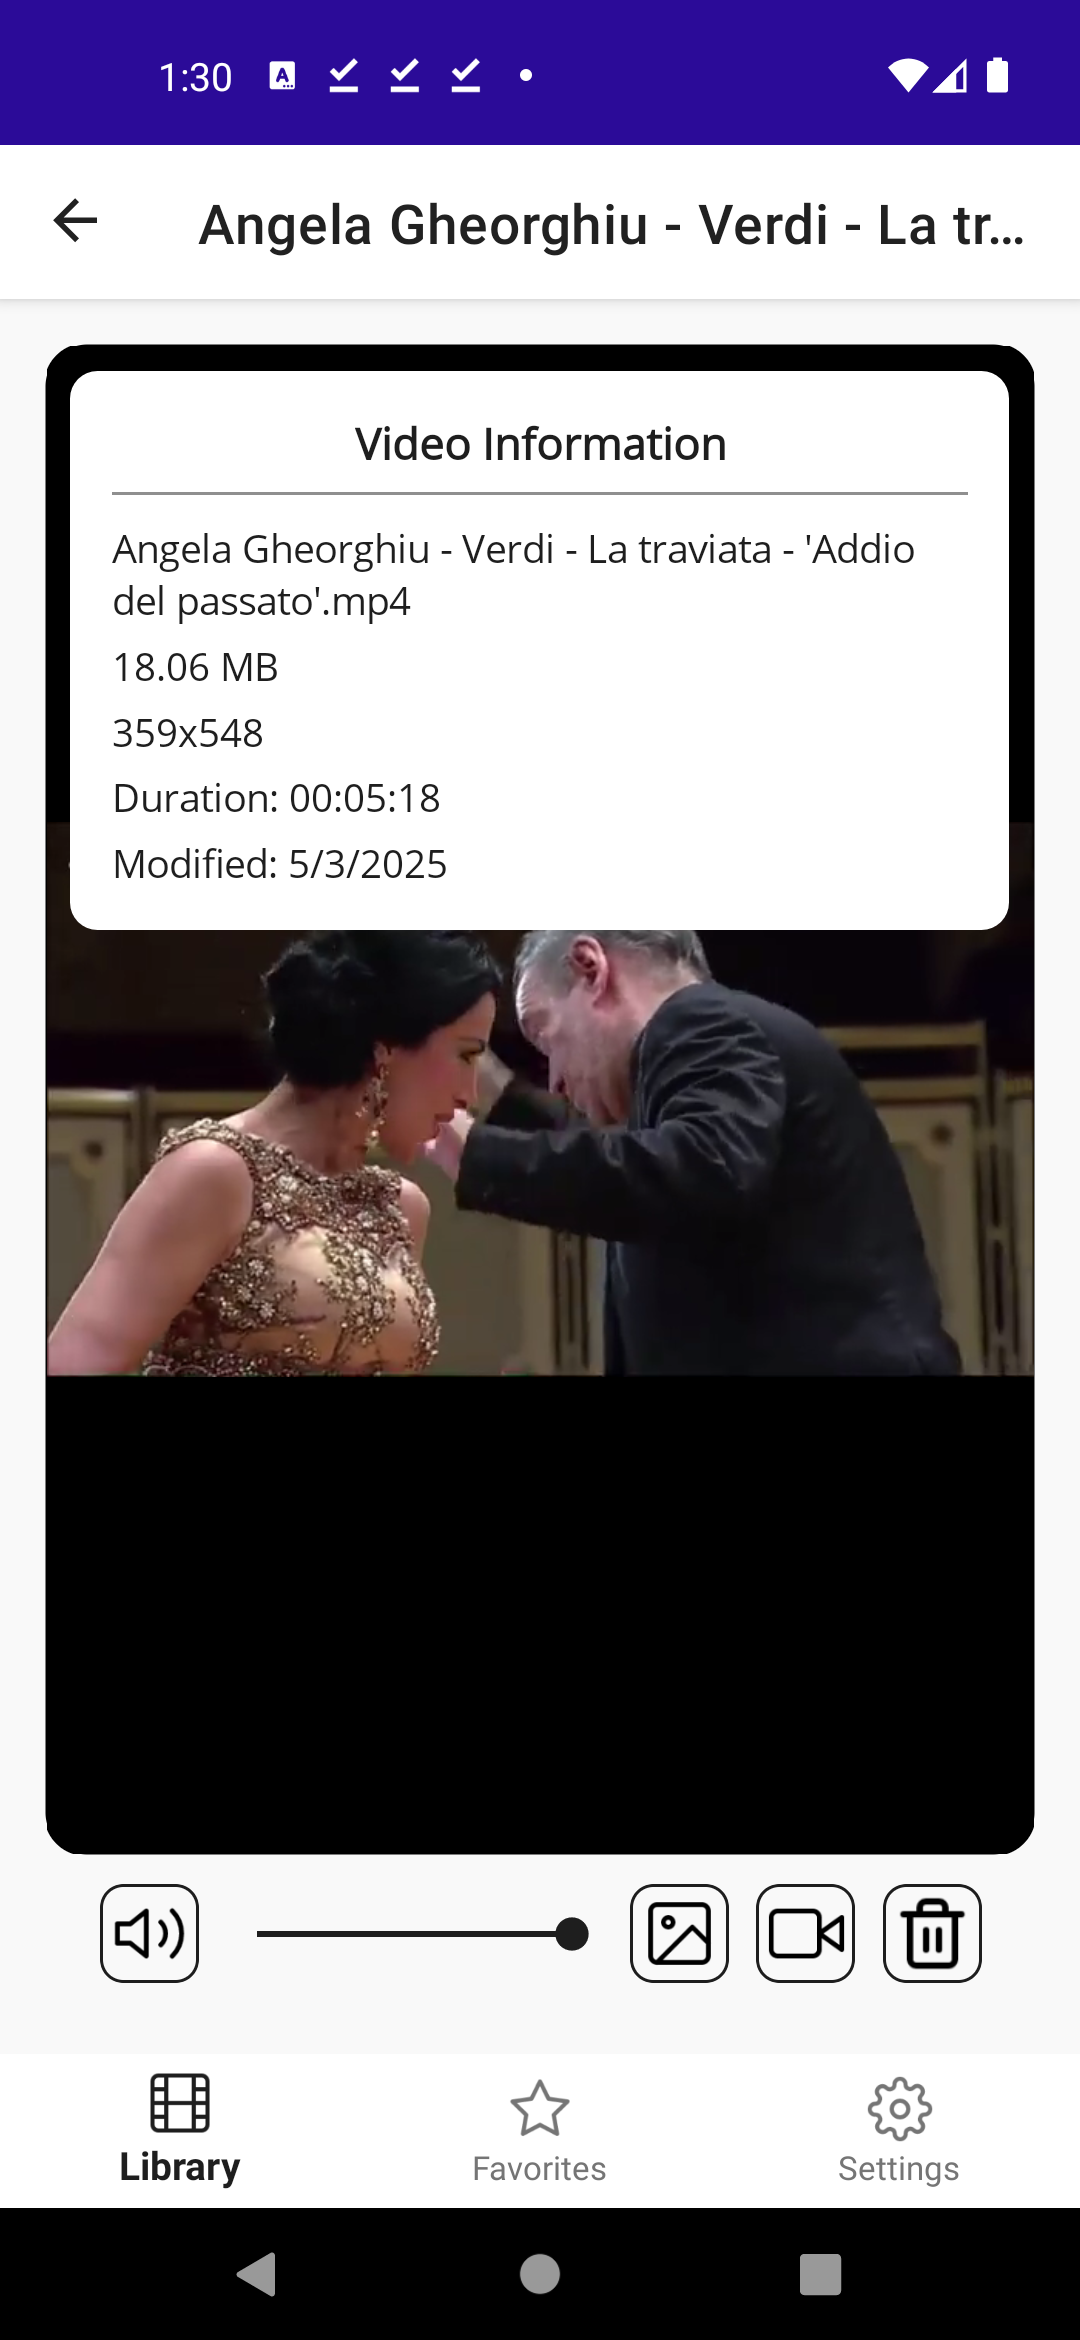 1:30
Angela Gheorghiu - Verdi - La tr...
Video Information
Angela Gheorghiu - Verdi - La traviata - 'Addio
del passato'.mp4
18.06 MB
359x548
Duration: 00:05:18
Modified: 5/3/2025
Library
Favorites
Settings